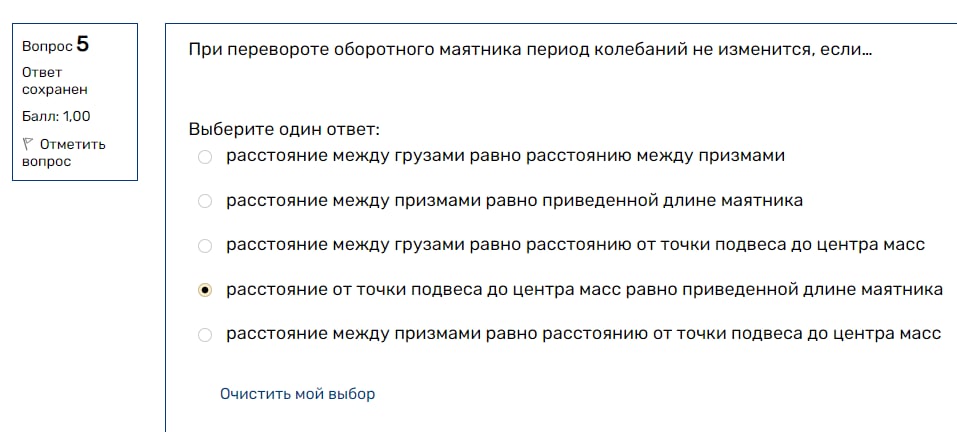 Вопрос 5
Ответ
сохранен
Балл: 1,00
Отметить
вопрос
При перевороте оборотного маятника период колебаний не изменится, если...
Выберите один ответ:
расстояние между грузами равно расстоянию между призмами
расстояние между призмами равно приведенной длине маятника
расстояние между грузами равно расстоянию от точки подвеса до центра масс
расстояние от точки подвеса до центра масс равно приведенной длине маятника
расстояние между призмами равно расстоянию от точки подвеса до центра масс
Очистить мой выбор